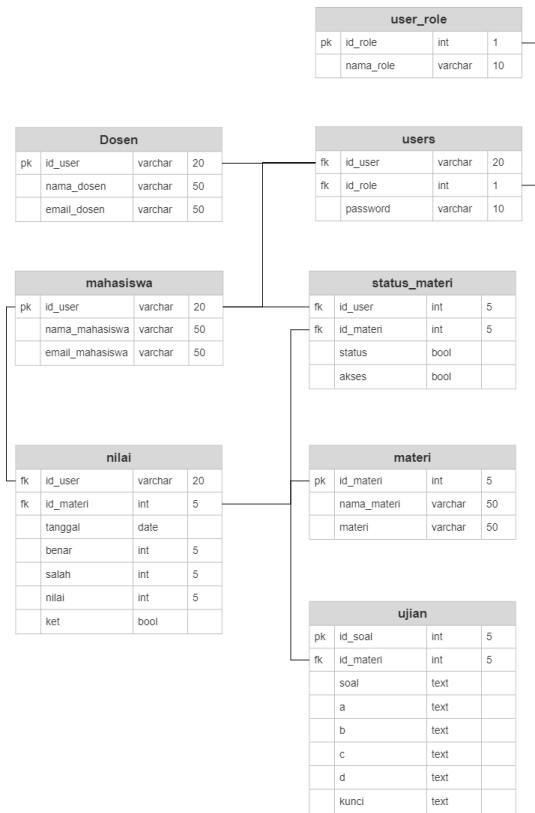 user_role
pk id_role int 1
nama_role varchar 10
Dosen
pk id_user varchar 20
nama_dosen varchar 50
email_dosen varchar 50
users
fk id_user varchar 20
fk id_role int 1
password varchar 10
mahasiswa
pk id_user varchar 20
nama_mahasiswa varchar 50
email_mahasiswa varchar 50
status_materi
fk id_user int 5
fk id_materi int 5
status bool
akses bool
nilai
fk id_user varchar 20
fk id_materi int 5
tanggal date
benar int 5
salah int 5
nilai int 5
ket bool
materi
pk id_materi int 5
nama_materi varchar 50
materi varchar 50
ujian
pk id_soal int 5
fk id_materi int 5
soal text
a text
b text
c text
d text
kunci text